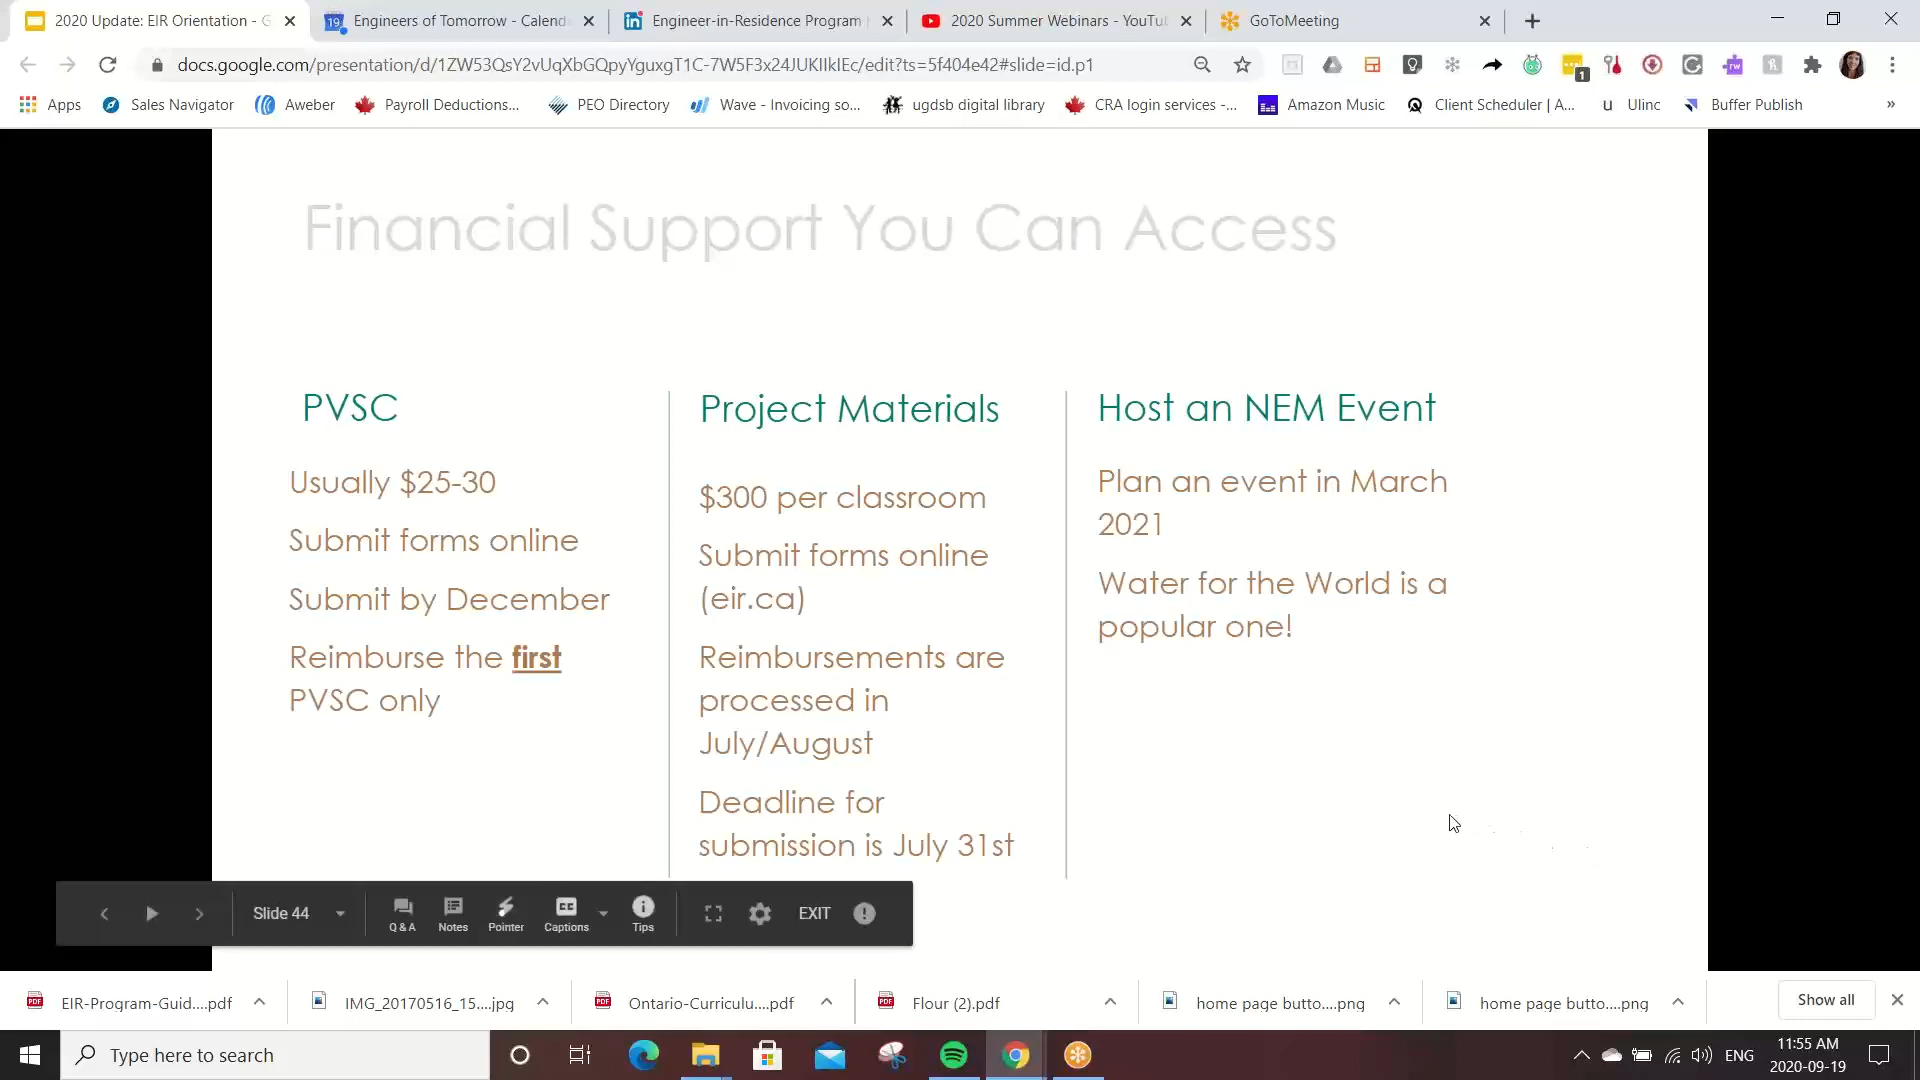 2020 Update: EIR Orientation - G
Engineers of Tomorrow - Calend
Engineer-in-Residence Program
2020 Summer Webinars - YouTu
GoToMeeting
docs.google.com/presentation/d/1ZW53QsY2vUqXbGQpyYguxgT1C-7W5F3x24JUKIIkIEc/edit?ts=5f404e42#slide=id.p1
Apps
Sales Navigator
Aweber
Payroll Deductions...
PEO Directory
Wave - Invoicing so...
ugdsb digital library
CRA login services -...
Amazon Music
Client Scheduler | A...
Ulinc
Buffer Publish
»
Financial Support You Can Access
PVSC
Usually $25-30
Submit forms online
Submit by December
Reimburse the first
PVSC only
Project Materials
$300 per classroom
Submit forms online
(eir.ca)
Reimbursements are
processed in
July/August
Deadline for
submission is July 31st
Host an NEM Event
Plan an event in March
2021
Water for the World is a
popular one!
Slide 44
Q & A
Notes
Pointer
Captions
Tips
EXIT
EIR-Program-Guid....pdf
IMG_20170516_15....jpg
Ontario-Curriculu....pdf
Flour (2).pdf
home page butto....png
home page butto....png
Show all
Type here to search
ENG
11:55 AM
2020-09-19